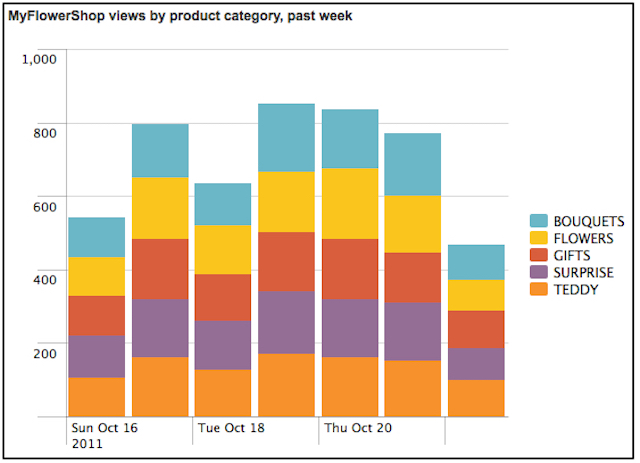 MyFlowerShop views by product category, past week
1,000
800
600
400
200
Sun Oct 16
2011
Tue Oct 18
Thu Oct 20
BOUQUETS
FLOWERS
GIFTS
SURPRISE
TEDDY